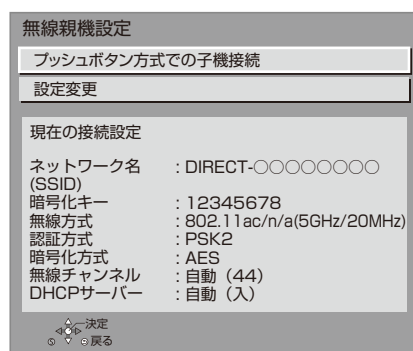 無線親機設定
プッシュボタン方式での子機接続
設定変更
現在の接続設定
ネットワーク名 : DIRECT-○○○○○○○○
(SSID)
暗号化キー : 12345678
無線方式 : 802.11ac/n/a(5GHz/20MHz)
認証方式 : PSK2
暗号化方式 : AES
無線チャンネル : 自動（44）
DHCPサーバー : 自動（入）
決定
戻る